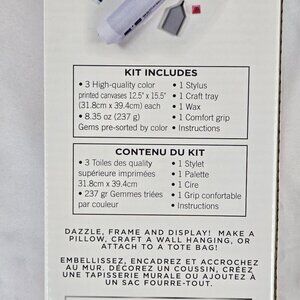 KIT INCLUDES
• 3 High-quality color
printed canvases 12.5" x 15.5"
(31.8cm x 39.4cm) each
• 8.35 oz (237 g)
Gems pre-sorted by color
• 1 Stylus
• 1 Craft tray
• 1 Wax
• 1 Comfort grip
• Instructions
CONTENU DU KIT
• 3 Toiles des quality
supérieure imprimées
31.8cm x 39.4cm
• 237 gr Gemmes triées
par couleur
• 1 Stylet
• 1 Palette
• 1 Cire
• 1 Grip confortable
• Instructions
DAZZLE, FRAME AND DISPLAY! MAKE A
PILLOW, CRAFT A WALL HANGING, OR
ATTACH TO A TOTE BAG!
EMBELLISSEZ, ENCADREZ ET ACCROCHEZ
AU MUR. DÉCOREZ UN COUSSIN, CRÉEZ
UNE TAPISSERIE MURALE OU AJOUTEZ À
UN SAC FOURRE-TOUT.